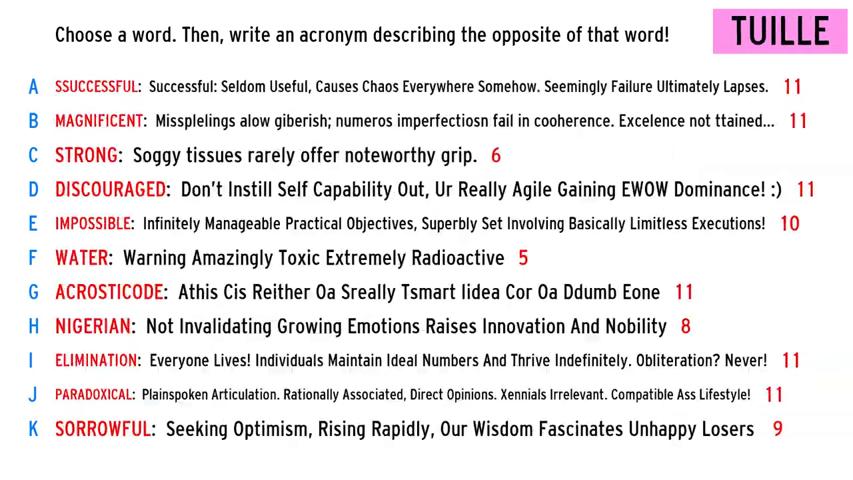 Choose a word. Then, write an acronym describing the opposite of that word!
TUILLE
A SSUCCESSFUL: Successful: Seldom Useful, Causes Chaos Everywhere Somehow. Seemingly Failure Ultimately Lapses. 11
B MAGNIFICENT: Missplelings alow giberish; numeros imperfectiosn fail in cooherence. Excelence not ttained... 11
C STRONG: Soggy tissues rarely offer noteworthy grip. 6
D DISCOURAGED: Don't Instill Self Capability Out, Ur Really Agile Gaining EWOW Dominance! :) 11
E IMPOSSIBLE: Infinitely Manageable Practical Objectives, Superbly Set Involving Basically Limitless Executions! 10
F WATER: Warning Amazingly Toxic Extremely Radioactive 5
G ACROSTICODE: Athis Cis Reither Oa Sreally Tsmart Iidea Cor Oa Ddumb Eone 11
H NIGERIAN: Not Invalidating Growing Emotions Raises Innovation And Nobility 8
I ELIMINATION: Everyone Lives! Individuals Maintain Ideal Numbers And Thrive Indefinitely. Obliteration? Never! 11
J PARADOXICAL: Plainspoken Articulation. Rationally Associated, Direct Opinions. Xennials Irrelevant. Compatible Ass Lifestyle! 11
K SORROWFUL: Seeking Optimism, Rising Rapidly, Our Wisdom Fascinates Unhappy Losers 9